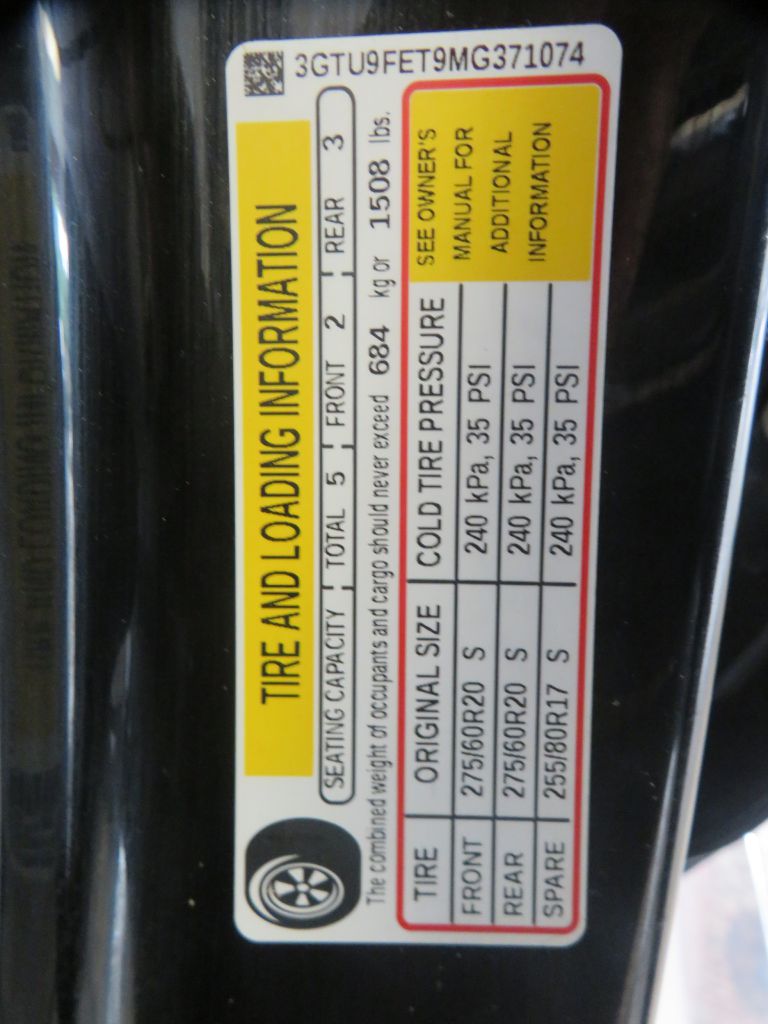 3GTU9FET9MG371074
TIRE AND LOADING INFORMATION
SEATING CAPACITY TOTAL 5 FRONT 2 REAR 3
The combined weight of occupants and cargo should never exceed 684 kg or 1508 lbs.
TIRE ORIGINAL SIZE COLD TIRE PRESSURE
FRONT 275/60R20 S 240 kPa, 35 PSI
REAR 275/60R20 S 240 kPa, 35 PSI
SPARE 255/80R17 S 240 kPa, 35 PSI
SEE OWNER'S
MANUAL FOR
ADDITIONAL
INFORMATION